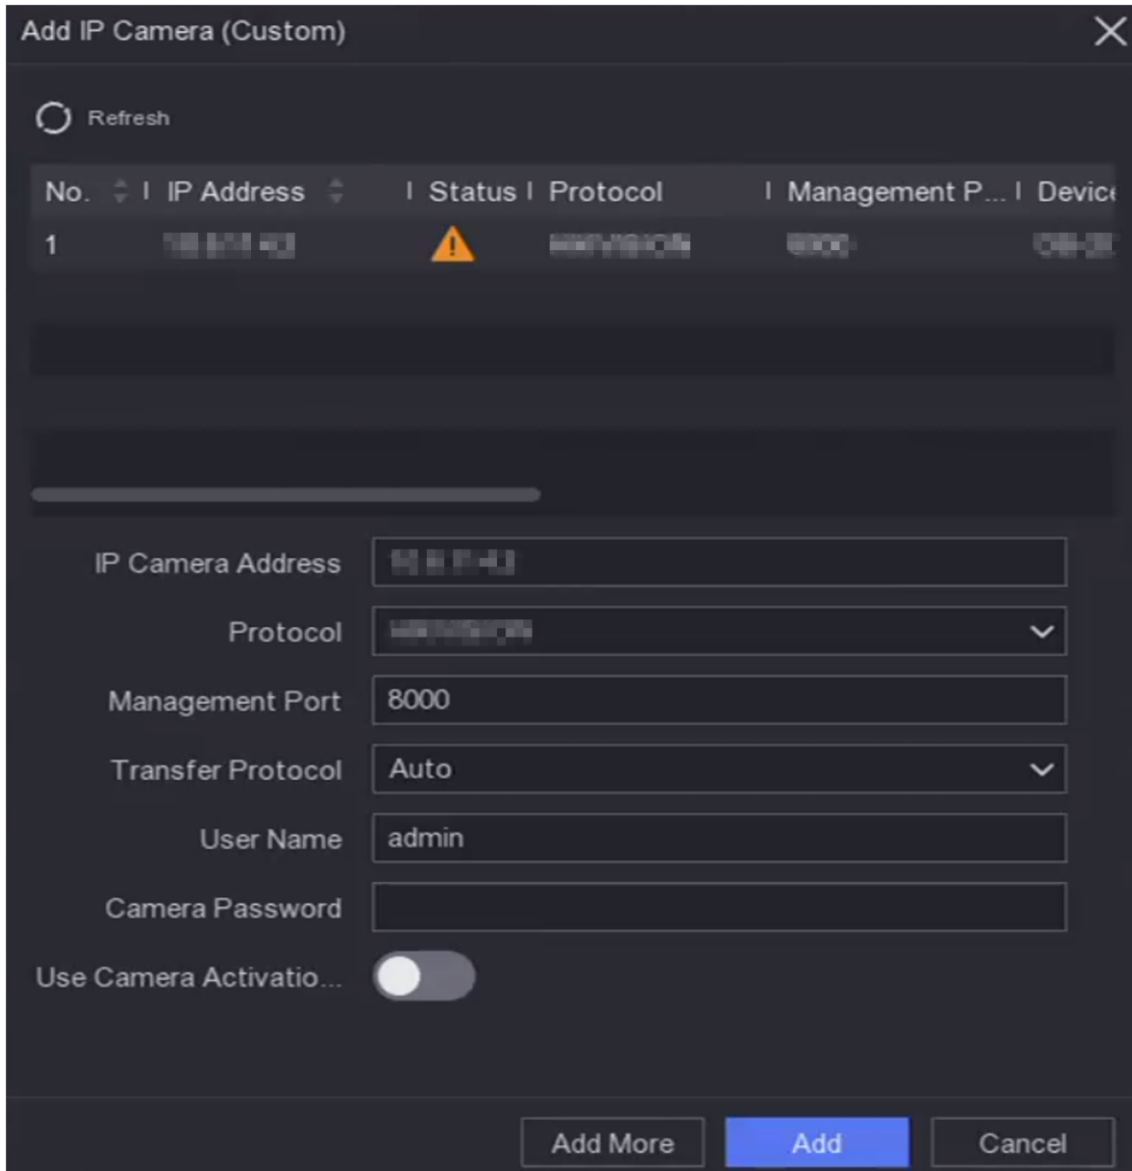 Add IP Camera (Custom)
Refresh
No. IP Address Status Protocol Management P... Device
1
IP Camera Address
Protocol
Management Port 8000
Transfer Protocol Auto
User Name admin
Camera Password
Use Camera Activatio...
Add More Add Cancel